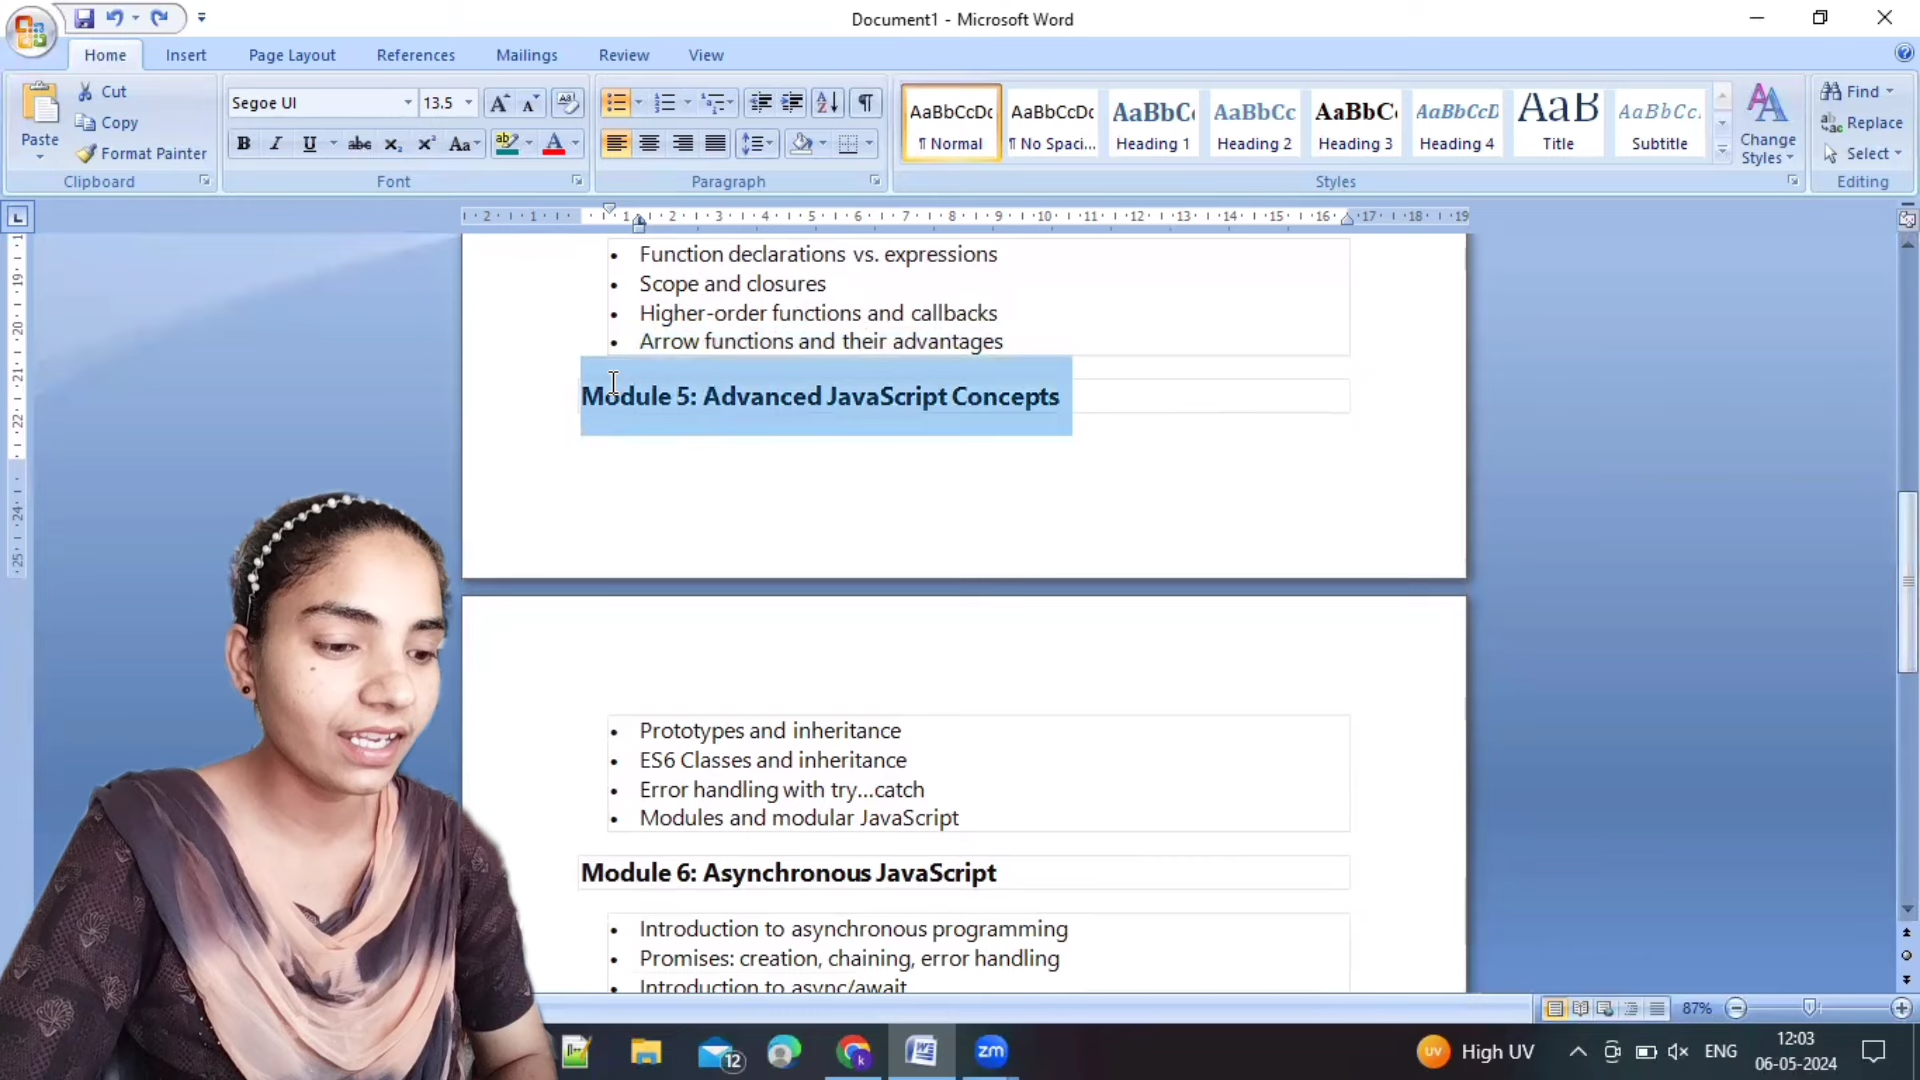 Document1 - Microsoft Word
Home Insert Page Layout References Mailings Review View
Paste
Cut
Copy
Format Painter
Clipboard
Segoe UI 13.5
Font
Paragraph
AaBbCcDc AaBbCcDc AaBbC AaBbCc AaBbC AaBbCcD AaB AaBbCc.
¶ Normal ¶ No Spaci... Heading 1 Heading 2 Heading 3 Heading 4 Title Subtitle
Change Styles
Styles
Find
Replace
Select
Editing
• Function declarations vs. expressions
• Scope and closures
• Higher-order functions and callbacks
• Arrow functions and their advantages
Module 5: Advanced JavaScript Concepts
• Prototypes and inheritance
• ES6 Classes and inheritance
• Error handling with try...catch
• Modules and modular JavaScript
Module 6: Asynchronous JavaScript
• Introduction to asynchronous programming
• Promises: creation, chaining, error handling
• Introduction to async/await
87%
12
zm
UV High UV
ENG
12:03
06-05-2024